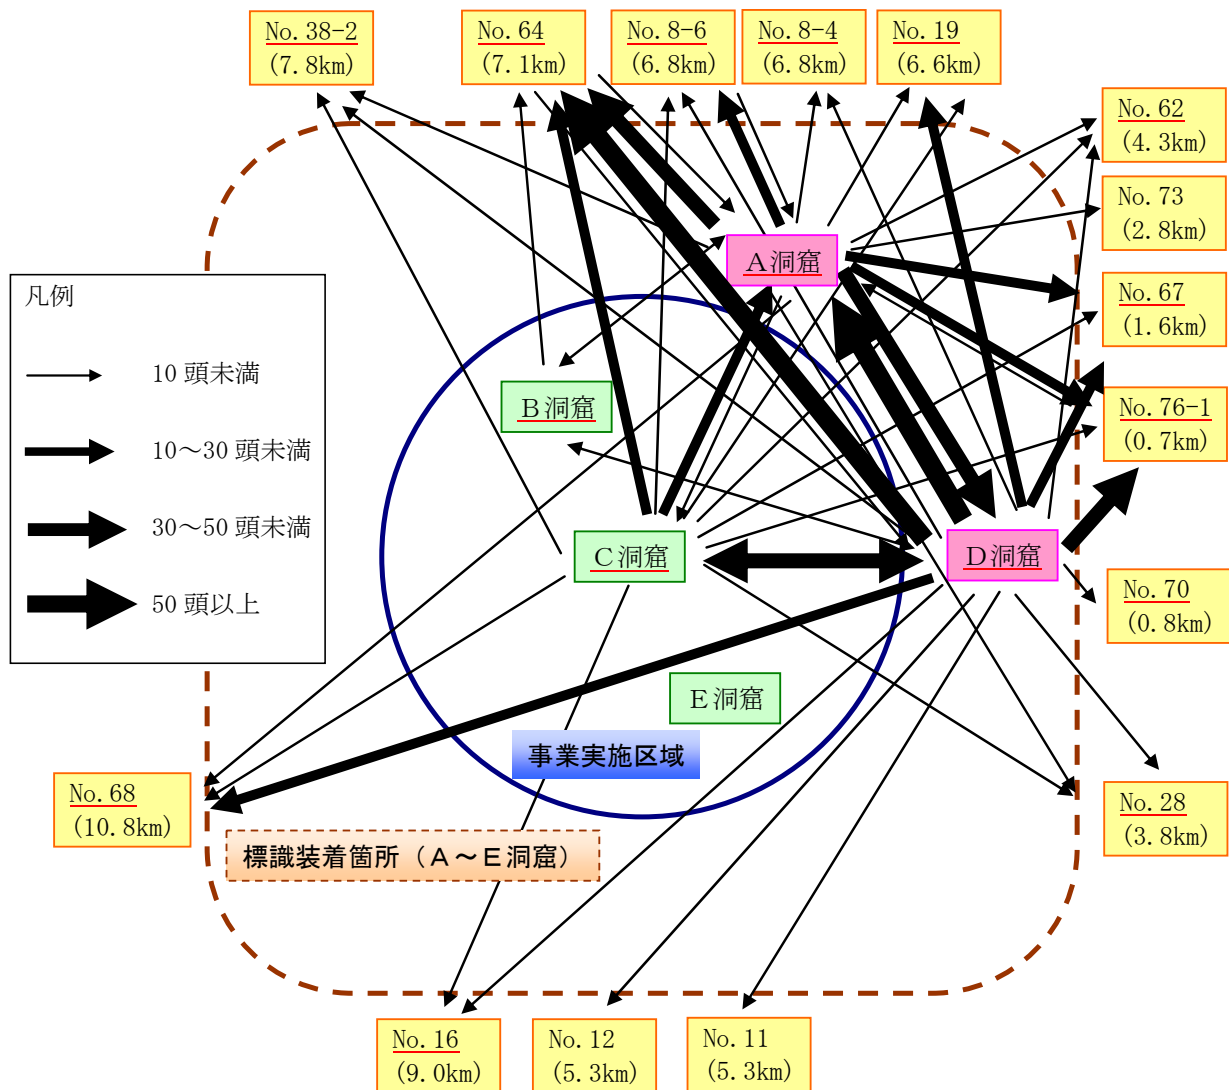 No.38-2
(7.8km)
No.64
(7.1km)
No.8-6
(6.8km)
No.8-4
(6.8km)
No.19
(6.6km)
No.62
(4.3km)
No.73
(2.8km)
No.67
(1.6km)
No.76-1
(0.7km)
No.70
(0.8km)
No.28
(3.8km)
凡例
10 頭未満
10～30 頭未満
30～50 頭未満
50 頭以上
Ａ洞窟
Ｂ洞窟
Ｃ洞窟
Ｄ洞窟
Ｅ洞窟
事業実施区域
標識装着箇所（Ａ～Ｅ洞窟）
No.68
(10.8km)
No.16
(9.0km)
No.12
(5.3km)
No.11
(5.3km)